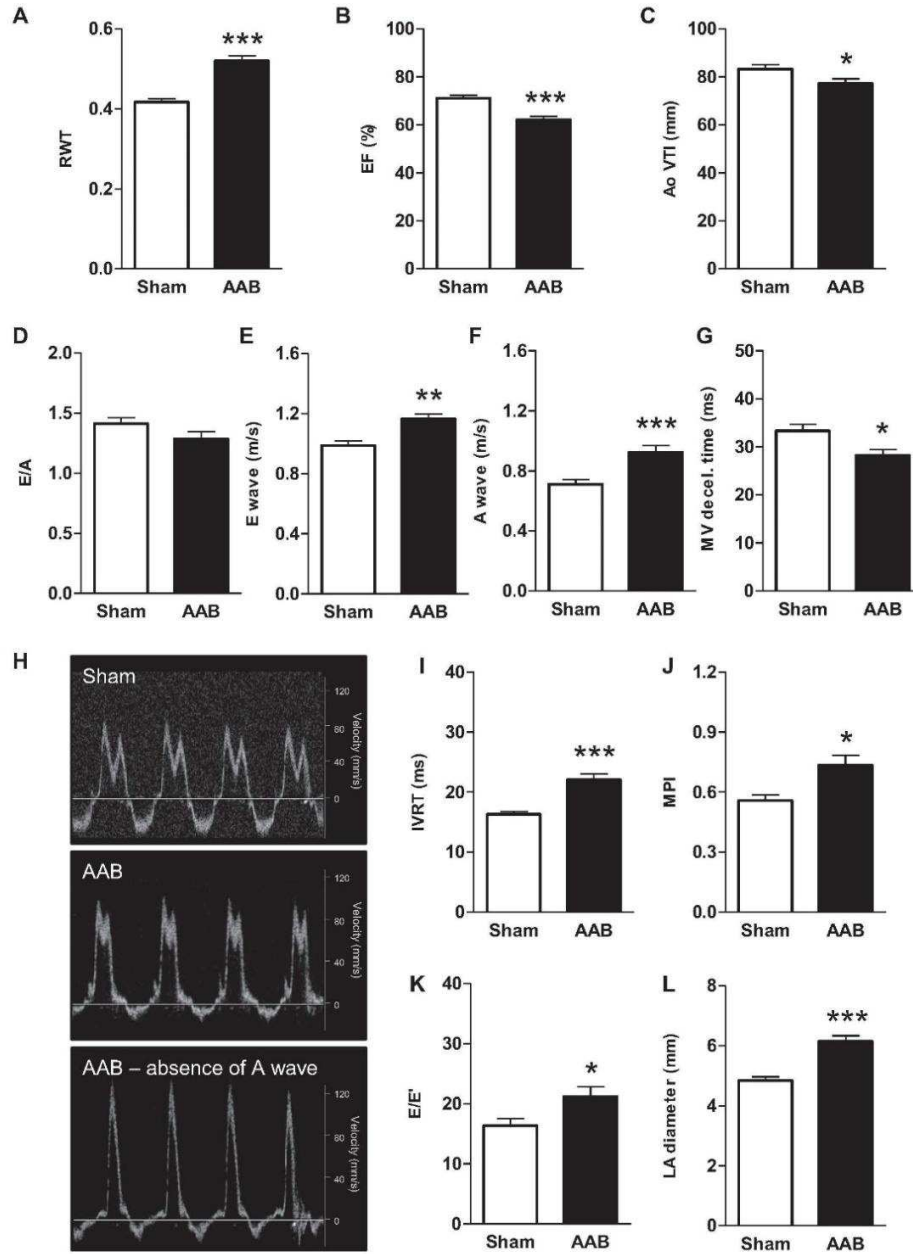 A
RWT
0.6
0.4
0.2
0.0
***
Sham
AAB
B
EF (%)
100
80
60
40
20
0
***
Sham
AAB
C
Ao VTI (mm)
100
80
60
40
20
0
*
Sham
AAB
D
E/A
2.0
1.5
1.0
0.5
0.0
Sham
AAB
E
E wave (m/s)
1.6
1.2
0.8
0.4
0.0
**
Sham
AAB
F
A wave (m/s)
1.6
1.2
0.8
0.4
0.0
***
Sham
AAB
G
MV decel. time (ms)
50
40
30
20
10
0
*
Sham
AAB
H
Sham
120
80
40
0
Velocity (mm/s)
AAB
120
80
40
0
Velocity (mm/s)
AAB – absence of A wave
120
80
40
0
Velocity (mm/s)
I
IVRT (ms)
40
30
20
10
0
***
Sham
AAB
J
MPI
1.2
0.9
0.6
0.3
0.0
*
Sham
AAB
K
E/E'
40
30
20
10
0
*
Sham
AAB
L
LA diameter (mm)
8
6
4
2
0
***
Sham
AAB